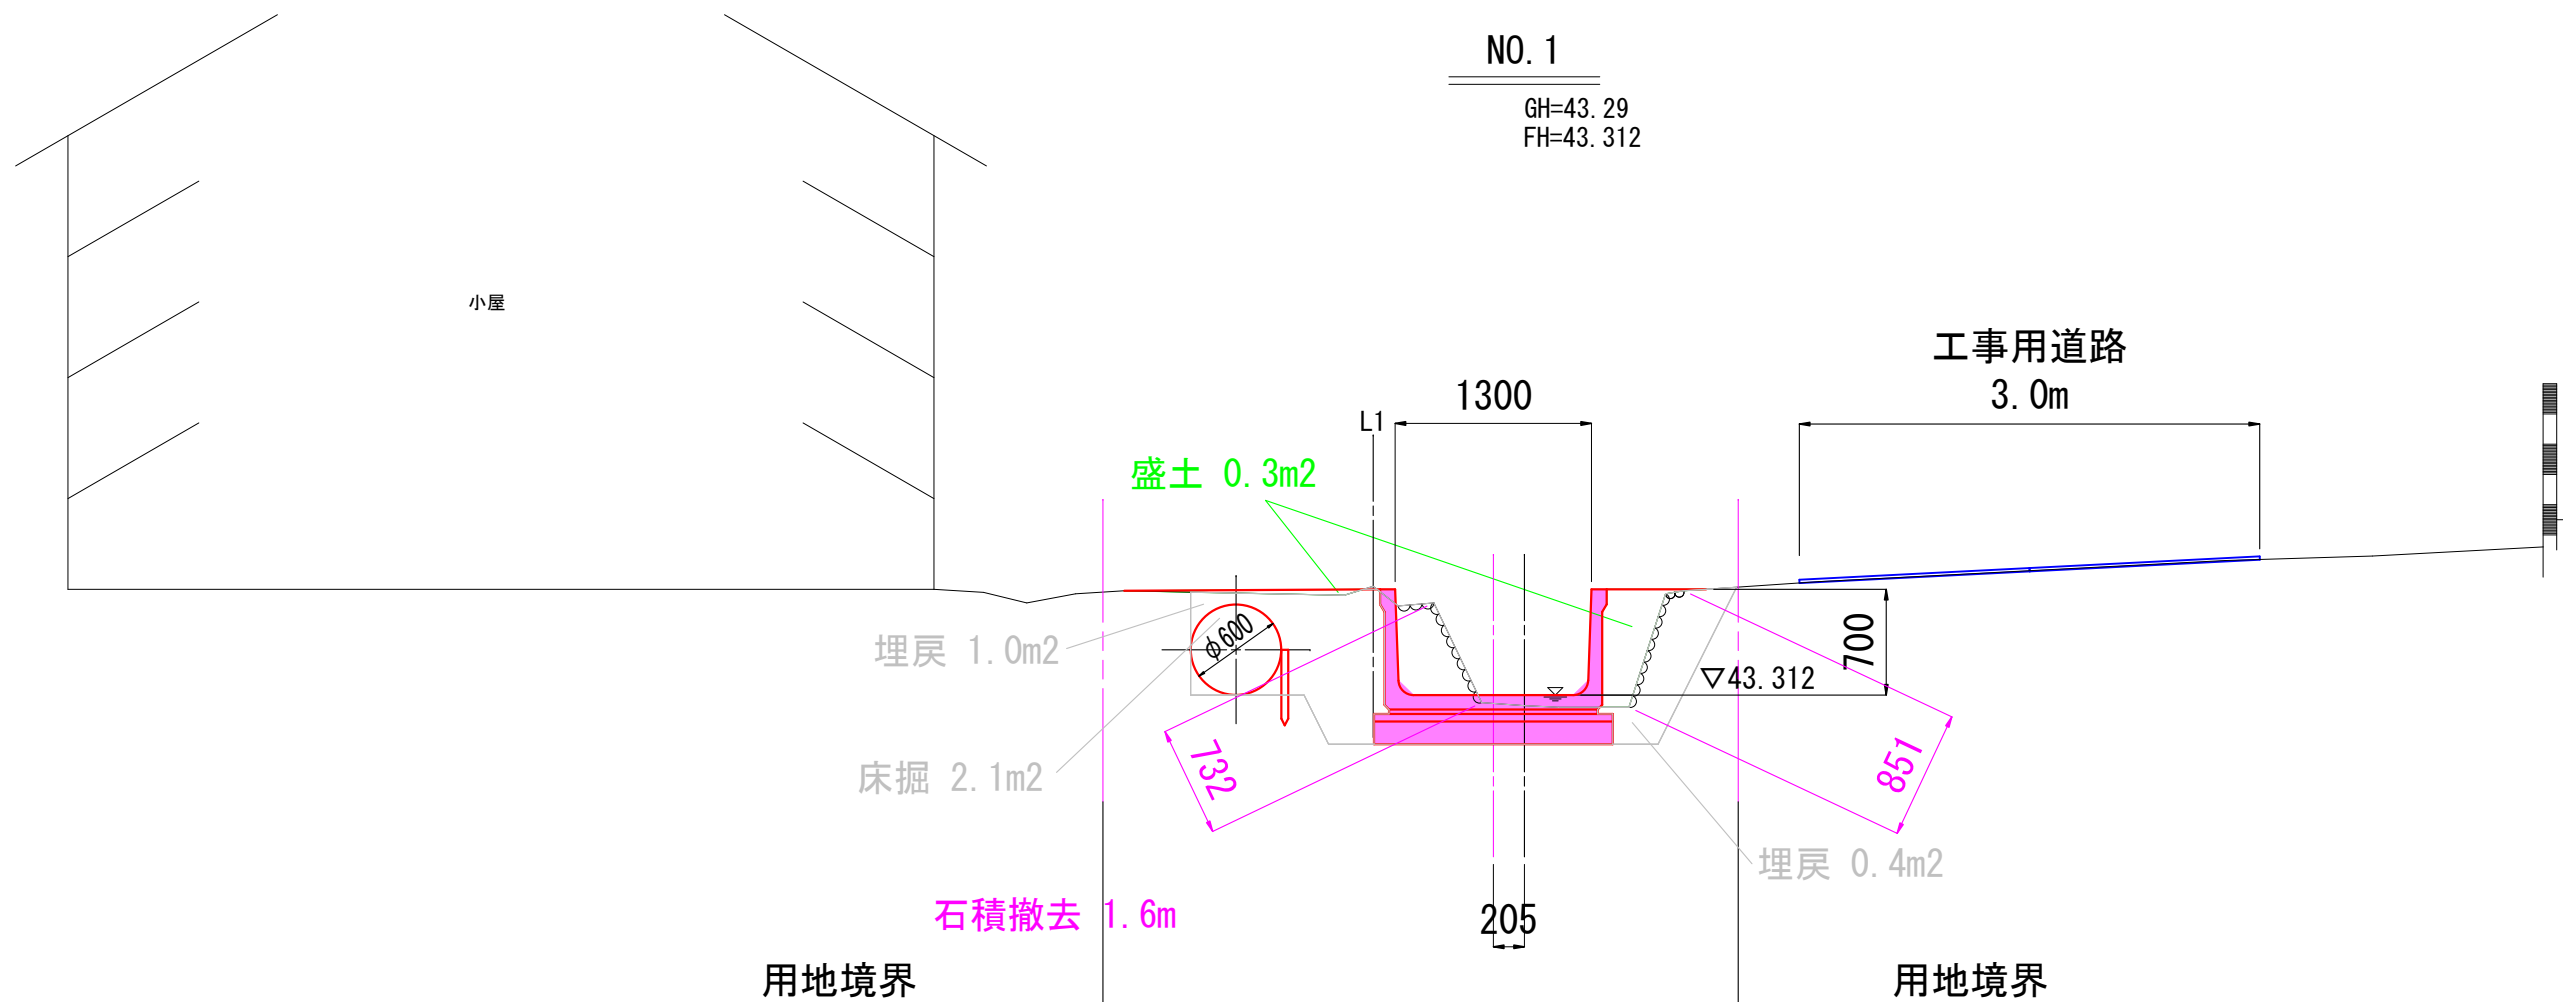 NO.1
GH=43.29
FH=43.312
小屋
工事用道路
3.0m
1300
L1
盛土 0.3m2
埋戻 1.0m2
φ600
700
▽43.312
732
床掘 2.1m2
851
埋戻 0.4m2
石積撤去 1.6m
205
用地境界
用地境界